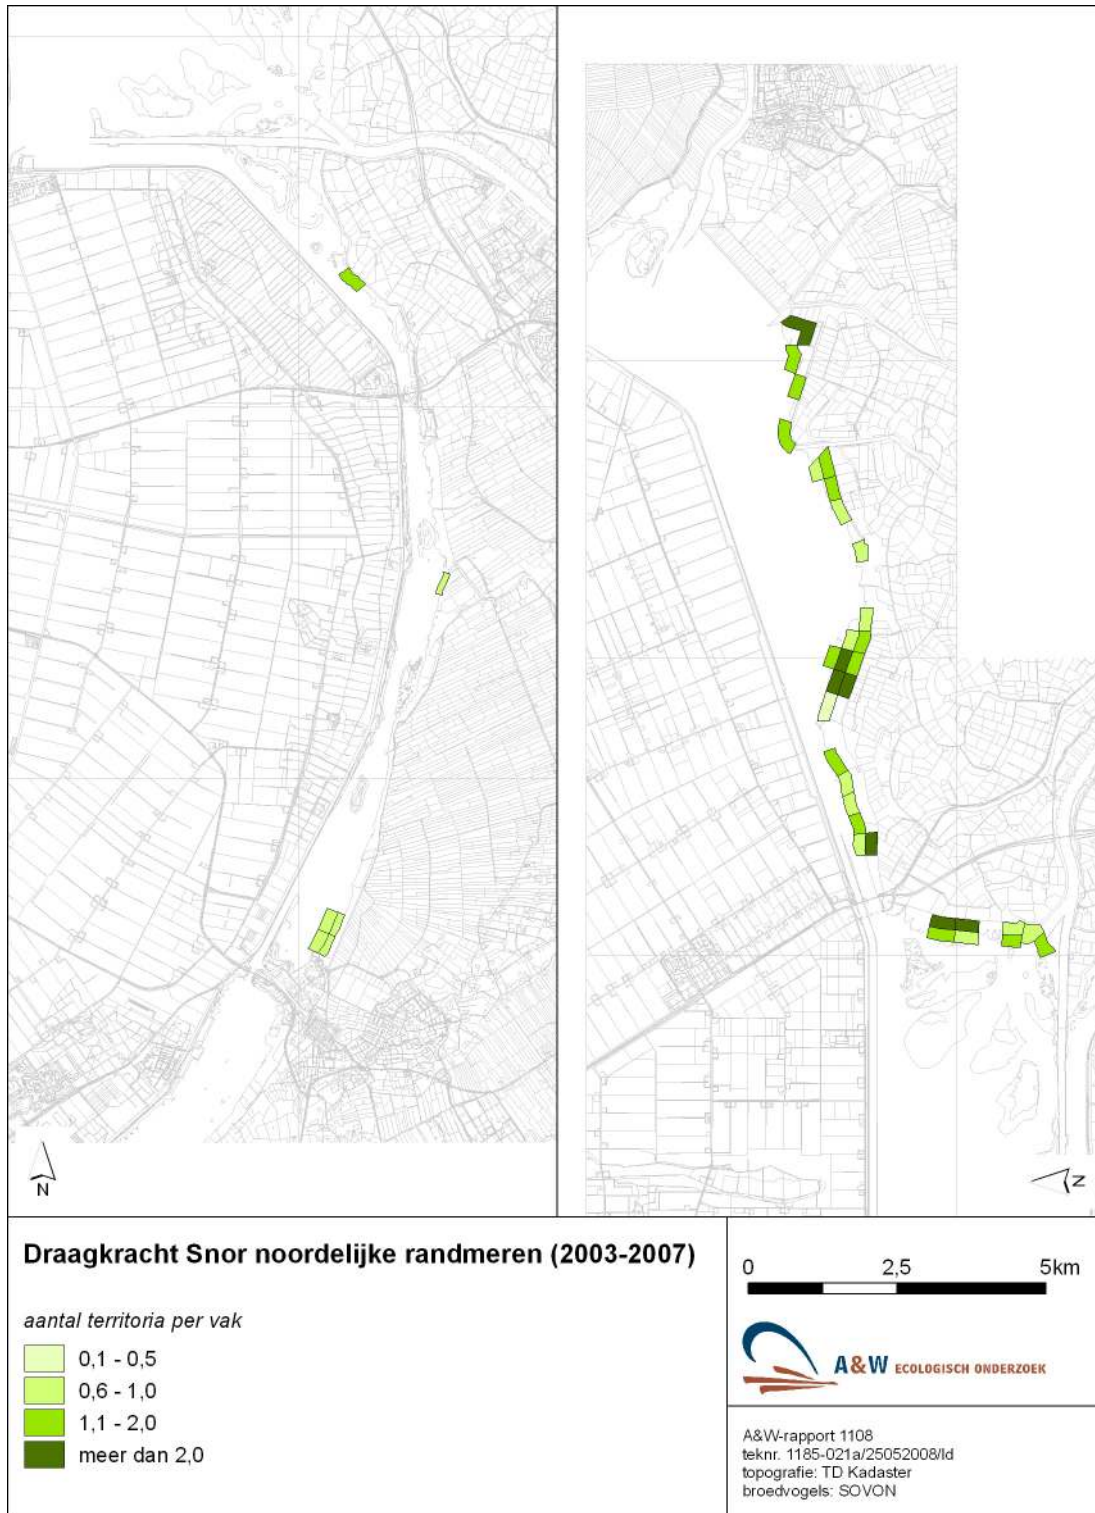 N
N
Draagkracht Snor noordelijke randmeren (2003-2007)
aantal territoria per vak
0,1 - 0,5
0,6 - 1,0
1,1 - 2,0
meer dan 2,0
0 2,5 5km
A&W ECOLOGISCH ONDERZOEK
A&W-rapport 1108
teknr. 1185-021a/25052008/ld
topografie: TD Kadaster
broedvogels: SOVON